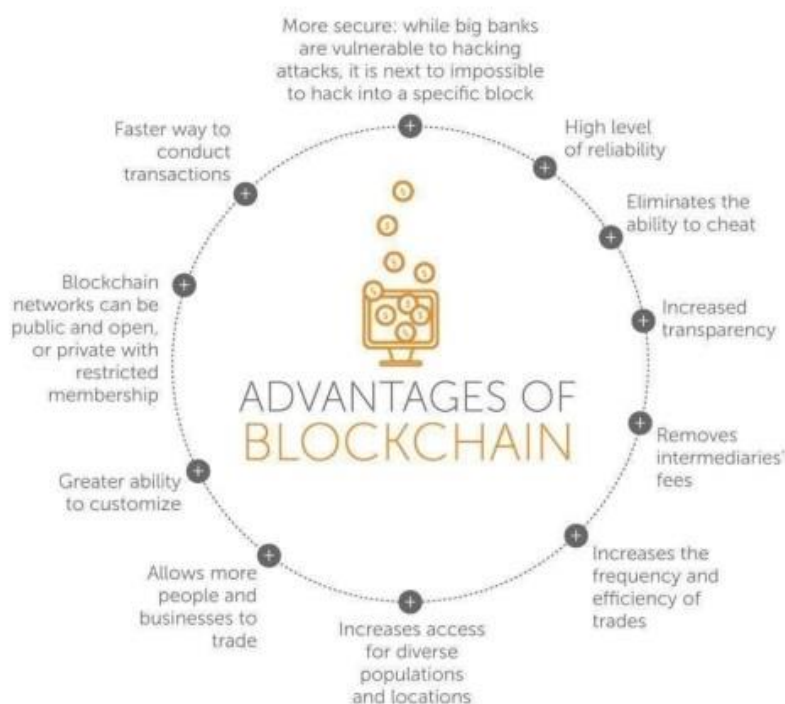 More secure: while big banks
are vulnerable to hacking
attacks, it is next to impossible
to hack into a specific block
High level
of reliability
Eliminates the
ability to cheat
Increased
transparency
Removes
intermediaries'
fees
Increases the
frequency and
efficiency of
trades
Increases access
for diverse
populations
and locations
Allows more
people and
businesses to
trade
Greater ability
to customize
Blockchain
networks can be
public and open,
or private with
restricted
membership
Faster way to
conduct
transactions
ADVANTAGES OF
BLOCKCHAIN